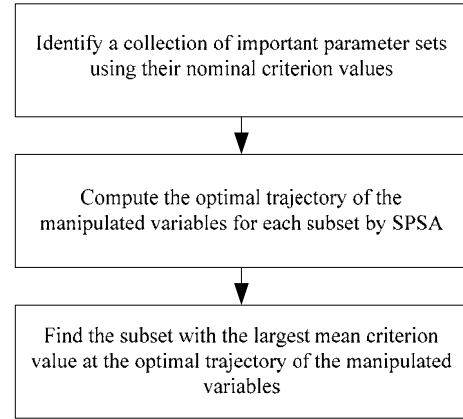 Identify a collection of important parameter sets
using their nominal criterion values
Compute the optimal trajectory of the
manipulated variables for each subset by SPSA
Find the subset with the largest mean criterion
value at the optimal trajectory of the manipulated
variables